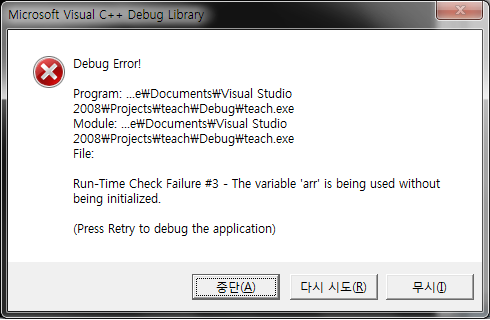 Microsoft Visual C++ Debug Library
Debug Error!
Program: ...e₩Documents₩Visual Studio
2008₩Projects₩teach₩Debug₩teach.exe
Module: ...e₩Documents₩Visual Studio
2008₩Projects₩teach₩Debug₩teach.exe
File:
Run-Time Check Failure #3 - The variable 'arr' is being used without
being initialized.
(Press Retry to debug the application)
중단(A) 다시 시도(R) 무시(I)